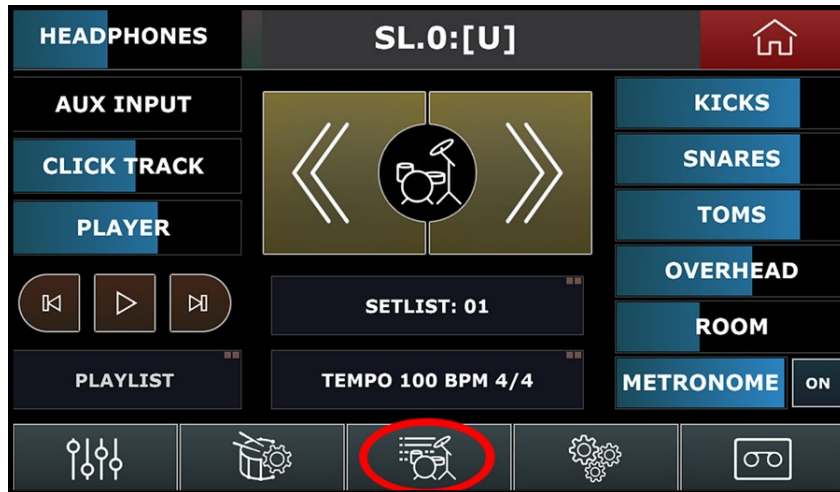 HEADPHONES
SL.0:[U]
AUX INPUT
KICKS
CLICK TRACK
SNARES
PLAYER
TOMS
OVERHEAD
SETLIST: 01
ROOM
PLAYLIST
TEMPO 100 BPM 4/4
METRONOME
ON